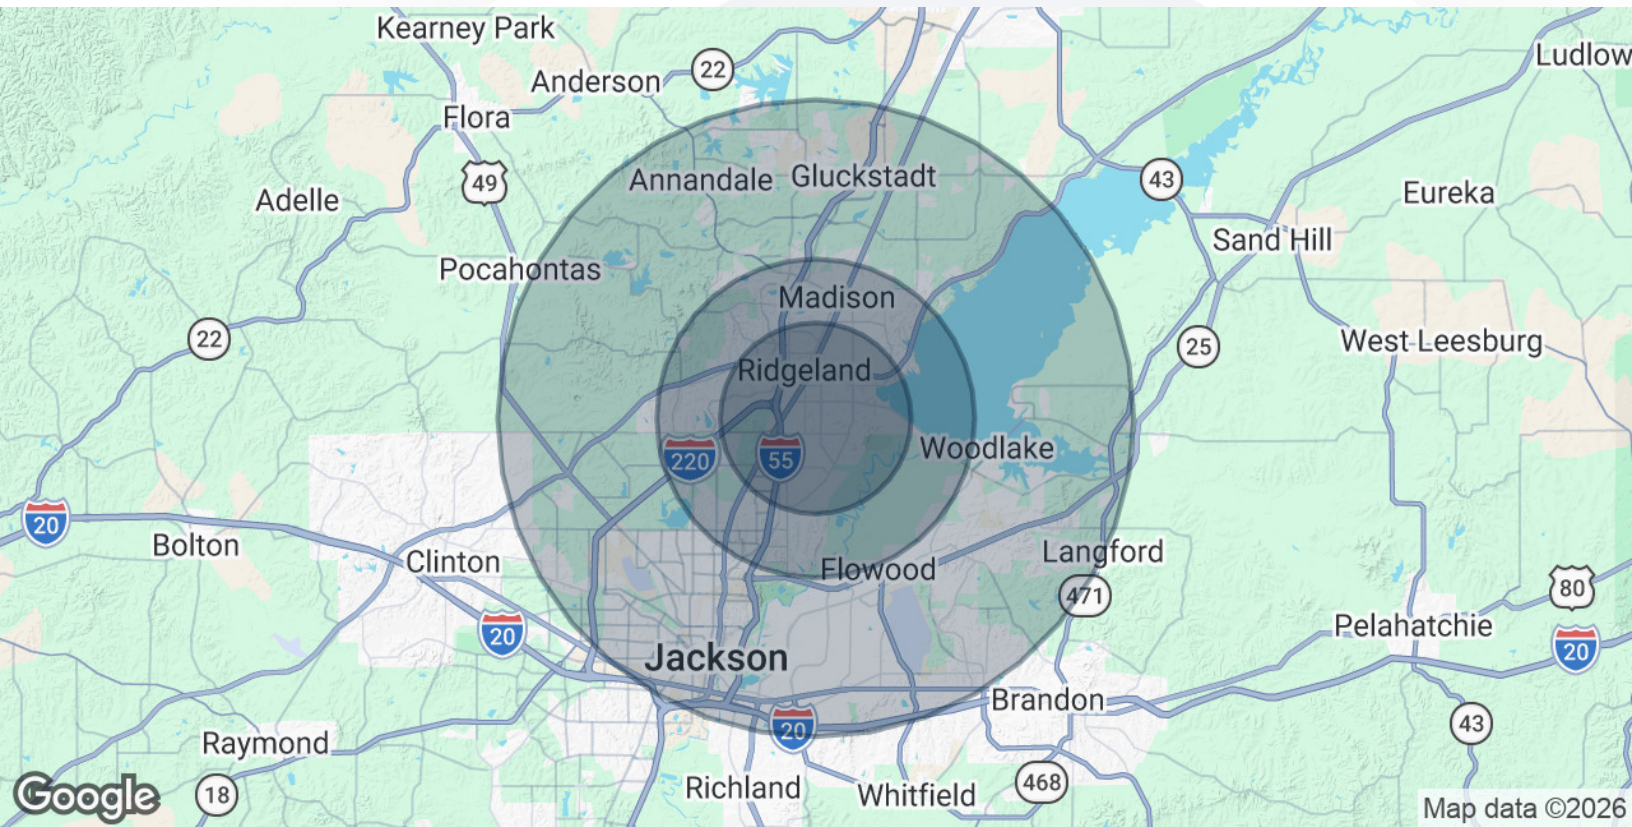 Kearney Park
Ludlow
22
Anderson
Flora
Annandale
Gluckstadt
43
49
Eureka
Adelle
Sand Hill
Pocahontas
Madison
22
West Leesburg
25
Ridgeland
Woodlake
220
55
20
Bolton
Clinton
Flowood
Langford
80
471
Pelahatchie
20
20
Jackson
Brandon
43
20
Raymond
468
Richland
Whitfield
18
Google
Map data ©2026